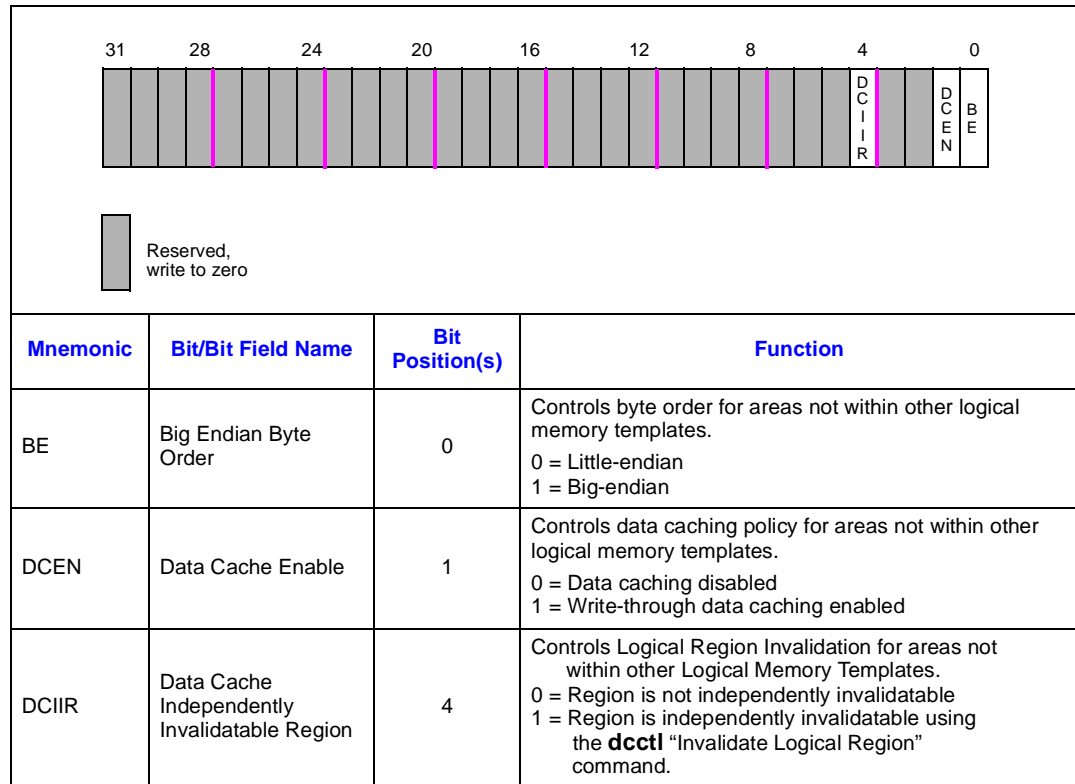 31 28 24 20 16 12 8 4 0
DCIIR
DCEN
BE
Reserved,
write to zero
Mnemonic
Bit/Bit Field Name
Bit
Position(s)
Function
BE
Big Endian Byte
Order
0
Controls byte order for areas not within other logical
memory templates.
0 = Little-endian
1 = Big-endian
DCEN
Data Cache Enable
1
Controls data caching policy for areas not within other
logical memory templates.
0 = Data caching disabled
1 = Write-through data caching enabled
DCIIR
Data Cache
Independently
Invalidatable Region
4
Controls Logical Region Invalidation for areas not
within other Logical Memory Templates.
0 = Region is not independently invalidatable
1 = Region is independently invalidatable using
the dcctl “Invalidate Logical Region”
command.